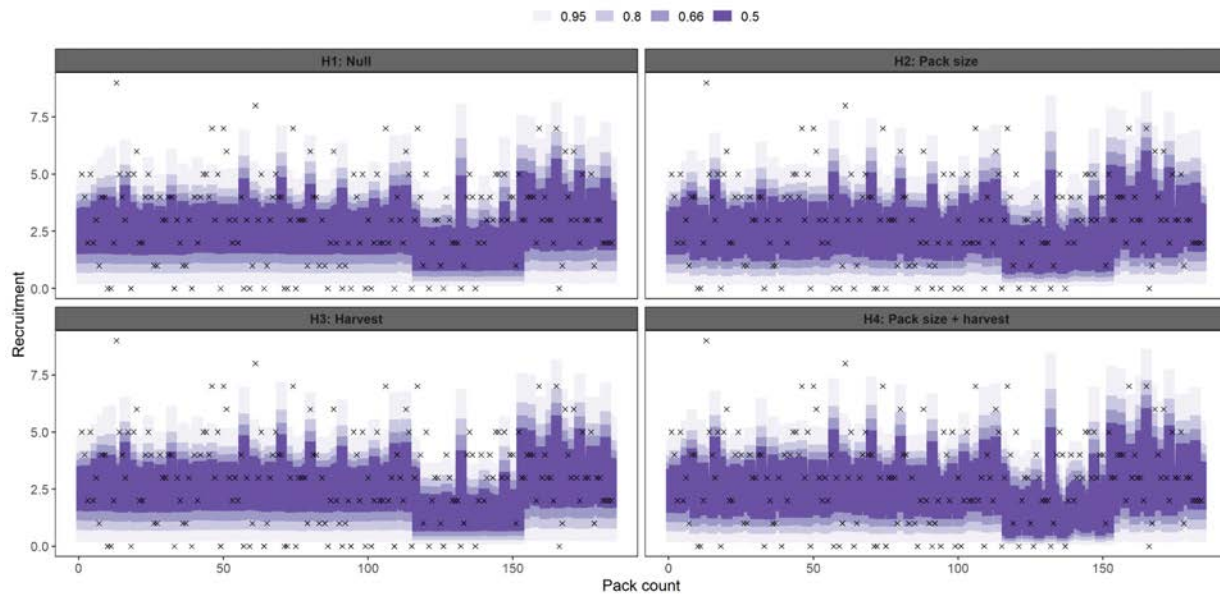 0.95 0.8 0.66 0.5
H1: Null H2: Pack size
7.5
5.0
2.5
0.0
Recruitment
H3: Harvest H4: Pack size + harvest
7.5
5.0
2.5
0.0
0 50 100 150 0 50 100 150
Pack count